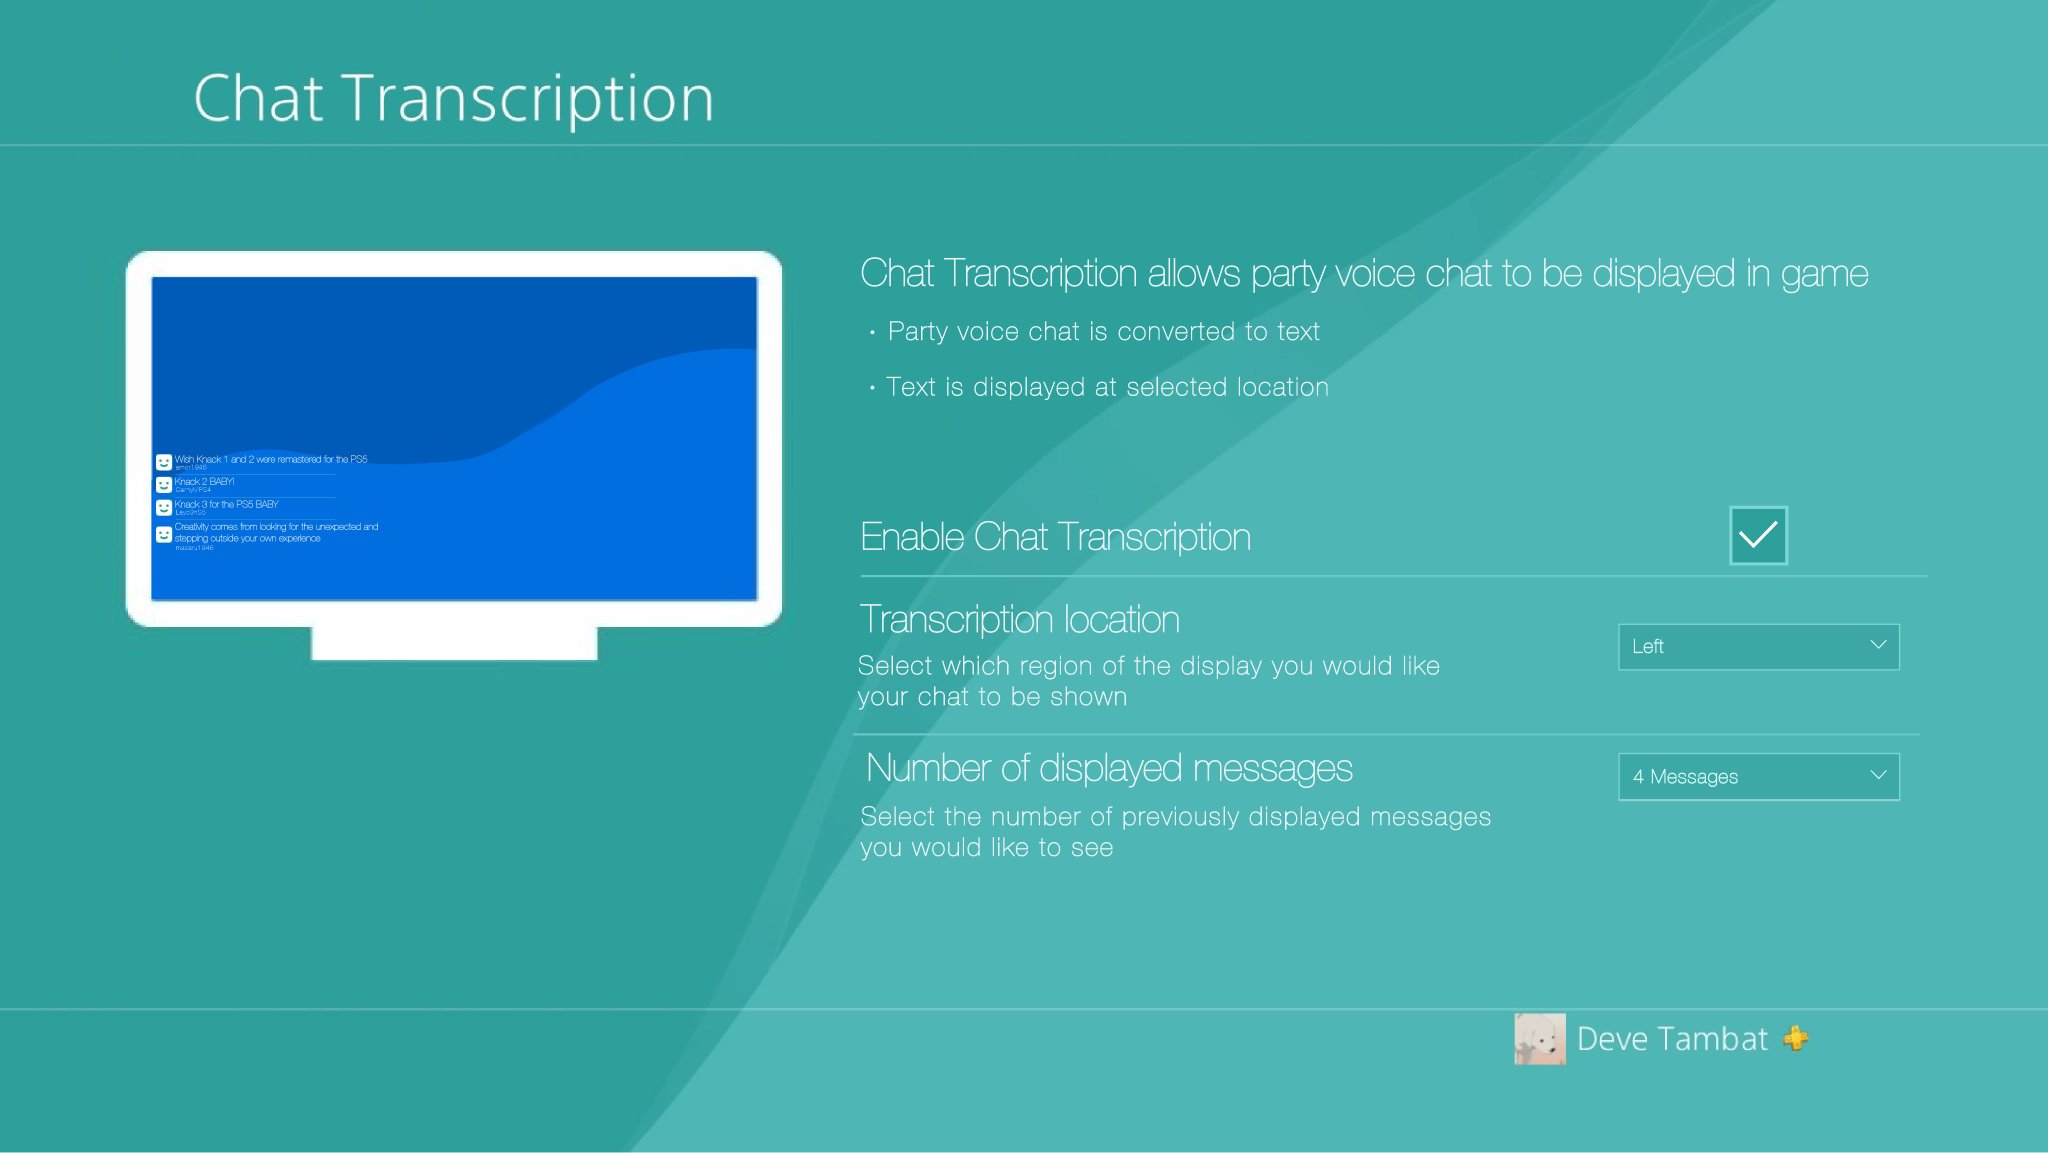 Chat Transcription
Chat Transcription allows party voice chat to be displayed in game
• Party voice chat is converted to text
• Text is displayed at selected location
Wish Knack 1 and 2 were remastered for the PS5
Knack 2 BABY!
Knack 3 for the PS5 BABY
Creativity comes from looking for the unexpected and
stepping outside your own experience
masaru1946
Enable Chat Transcription
Transcription location
Select which region of the display you would like
your chat to be shown
Left
Number of displayed messages
Select the number of previously displayed messages
you would like to see
4 Messages
Deve Tambat